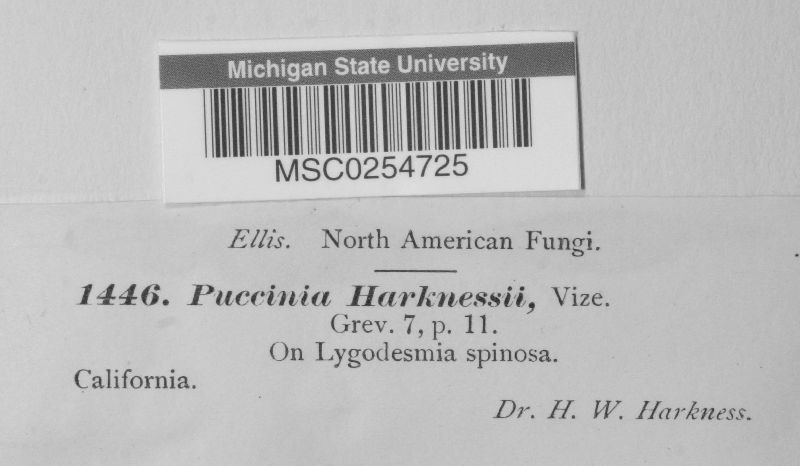 Michigan State University
MSC0254725
Ellis. North American Fungi.
1446. Puccinia Harknessii, Vize.
Grev. 7, p. 11.
On Lygodesmia spinosa.
California.
Dr. H. W. Harkness.